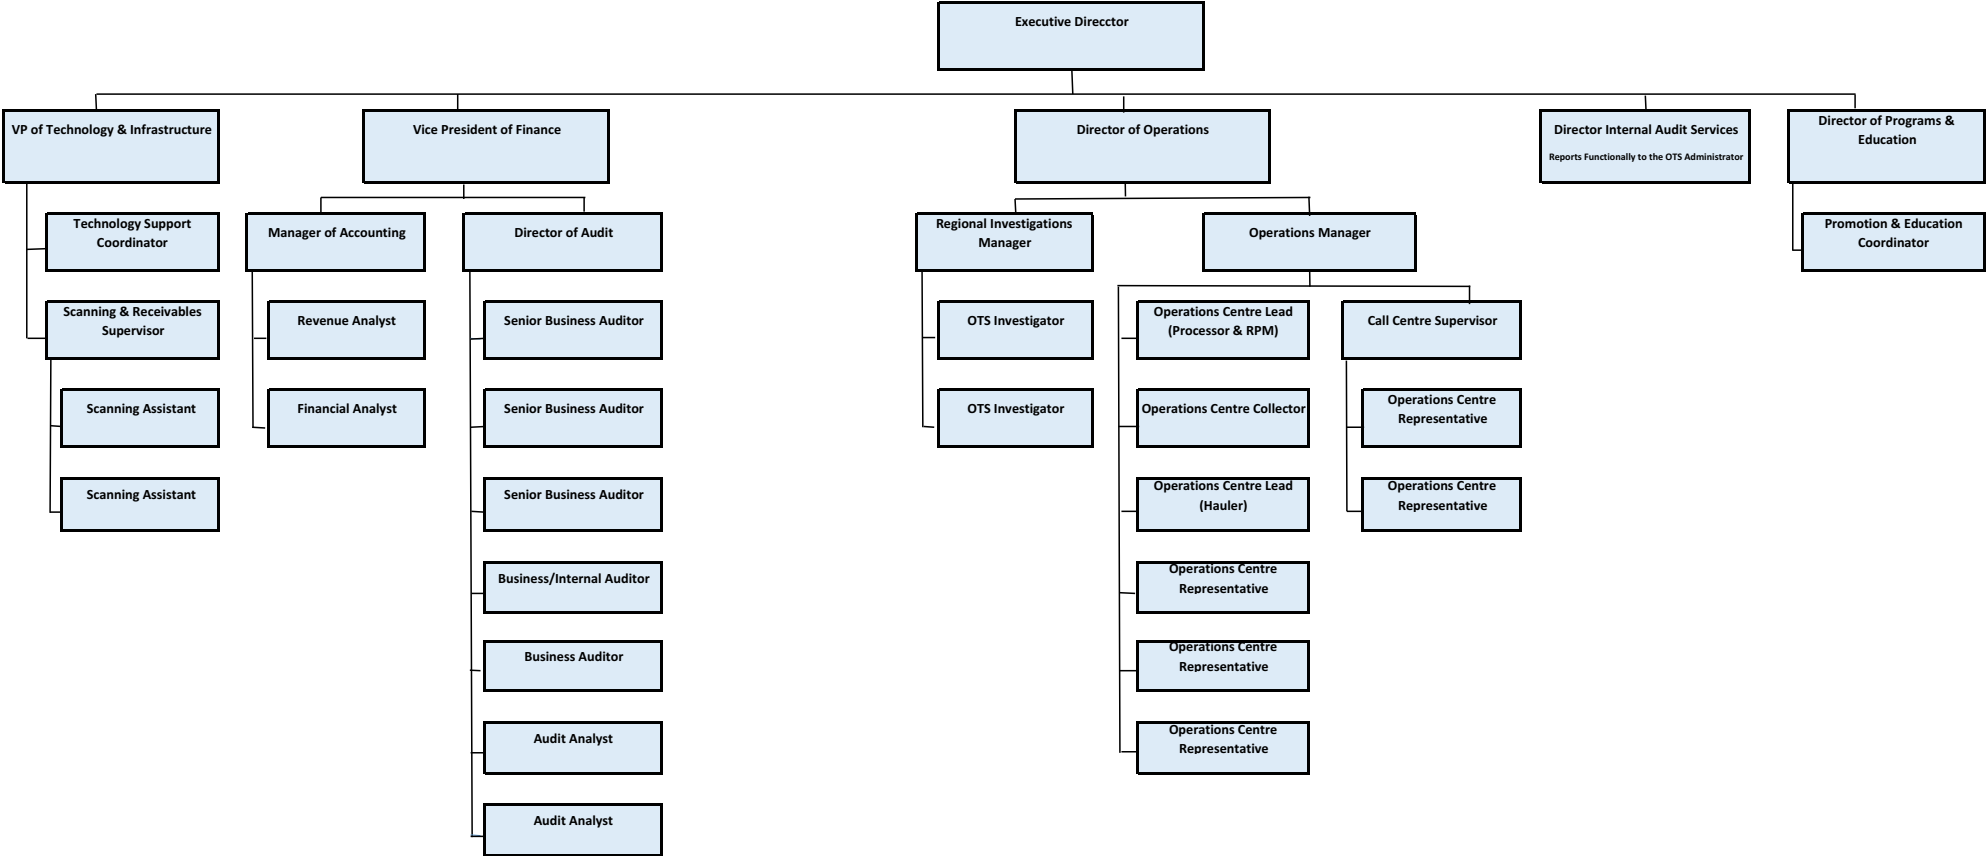 Executive Direcctor
VP of Technology & Infrastructure
Vice President of Finance
Director of Operations
Director Internal Audit Services
Reports Functionally to the OTS Administrator
Director of Programs &
Education
Technology Support
Coordinator
Manager of Accounting
Director of Audit
Regional Investigations
Manager
Operations Manager
Promotion & Education
Coordinator
Scanning & Receivables
Supervisor
Revenue Analyst
Senior Business Auditor
OTS Investigator
Operations Centre Lead
(Processor & RPM)
Call Centre Supervisor
Scanning Assistant
Financial Analyst
Senior Business Auditor
OTS Investigator
Operations Centre Collector
Operations Centre
Representative
Scanning Assistant
Senior Business Auditor
Operations Centre Lead
(Hauler)
Operations Centre
Representative
Business/Internal Auditor
Operations Centre
Representative
Business Auditor
Operations Centre
Representative
Audit Analyst
Operations Centre
Representative
Audit Analyst